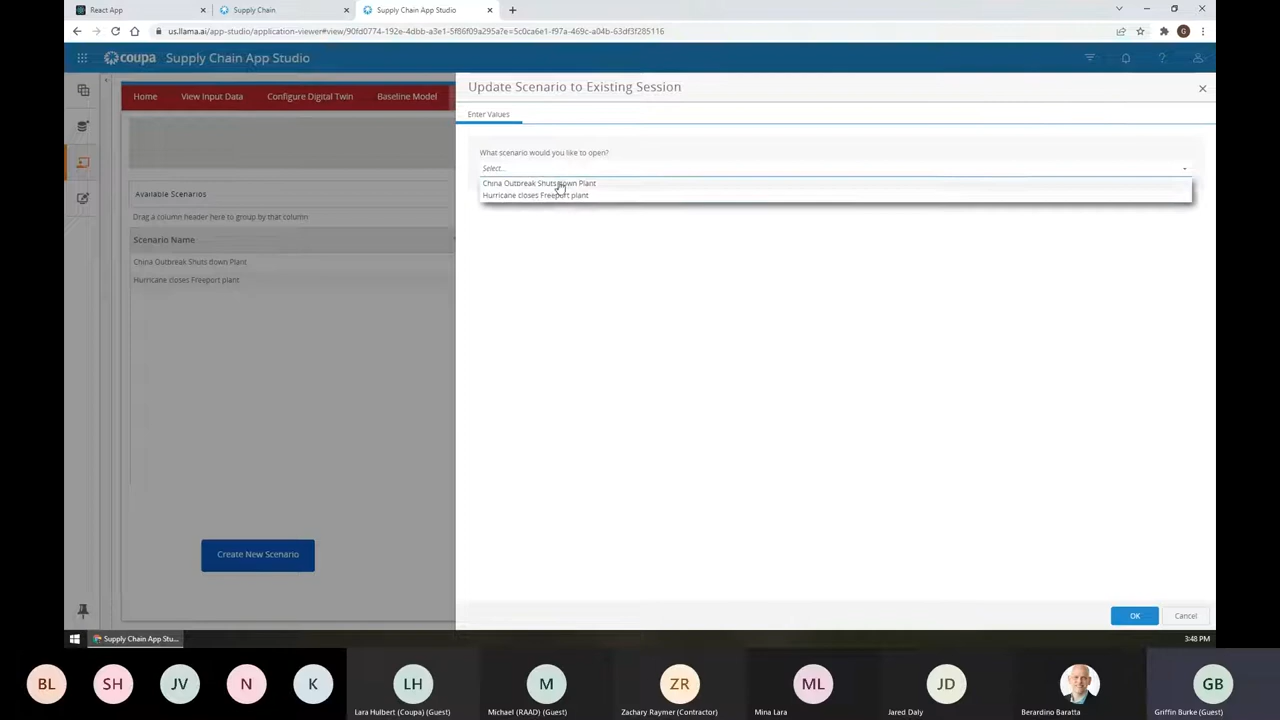 React App
Supply Chain
Supply Chain App Studio
us.llama.ai/app-studio/application-viewer#view/90fd0774-192e-4dbb-a3e1-5f86f09a295a?e=5c0ca6e1-f97a-469c-a04b-63df3f285116
G
coupa
Supply Chain App Studio
Update Scenario to Existing Session
Home
View Input Data
Configure Digital Twin
Baseline Model
Enter Values
What scenario would you like to open?
Select...
China Outbreak Shuts down Plant
Hurricane closes Freeport plant
Available Scenarios
Drag a column header here to group by that column
Scenario Name
China Outbreak Shuts down Plant
Hurricane closes Freeport plant
Create New Scenario
OK
Cancel
Supply Chain App Stu...
3:48 PM
BL
SH
JV
N
K
LH
M
ZR
ML
JD
GB
Lara Hulbert (Coupa) (Guest)
Michael (RAAD) (Guest)
Zachary Raymer (Contractor)
Mina Lara
Jared Daly
Berardino Baratta
Griffin Burke (Guest)